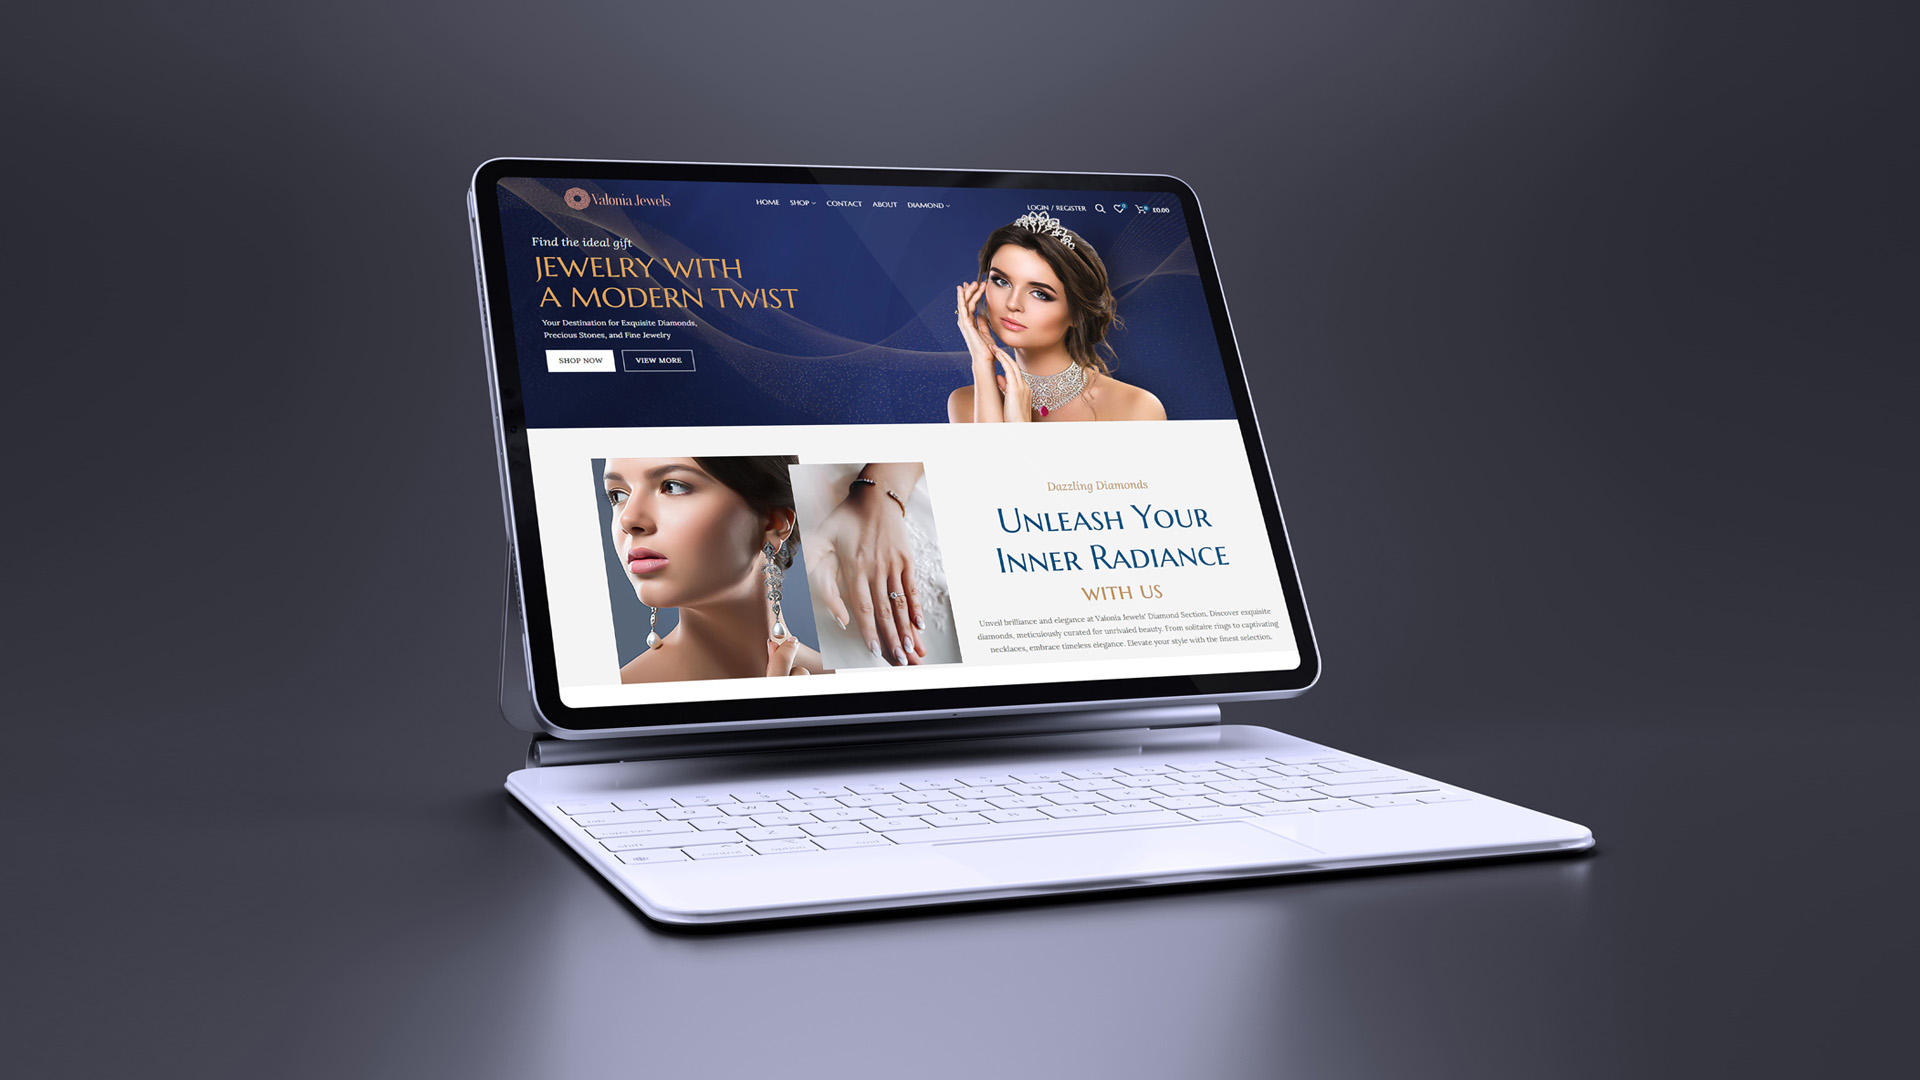 Valonia Jewels
HOME SHOP CONTACT ABOUT DIAMOND
LOGIN / REGISTER
0
0
£0.00
Find the ideal gift
JEWELRY WITH
A MODERN TWIST
Your Destination for Exquisite Diamonds,
Precious Stones, and Fine Jewelry
SHOP NOW VIEW MORE
Dazzling Diamonds
UNLEASH YOUR
INNER RADIANCE
WITH US
Unveil brilliance and elegance at Valonia Jewels' Diamond Section. Discover exquisite
diamonds, meticulously curated for unrivaled beauty. From solitaire rings to captivating
necklaces, embrace timeless elegance. Elevate your style with the finest selection.